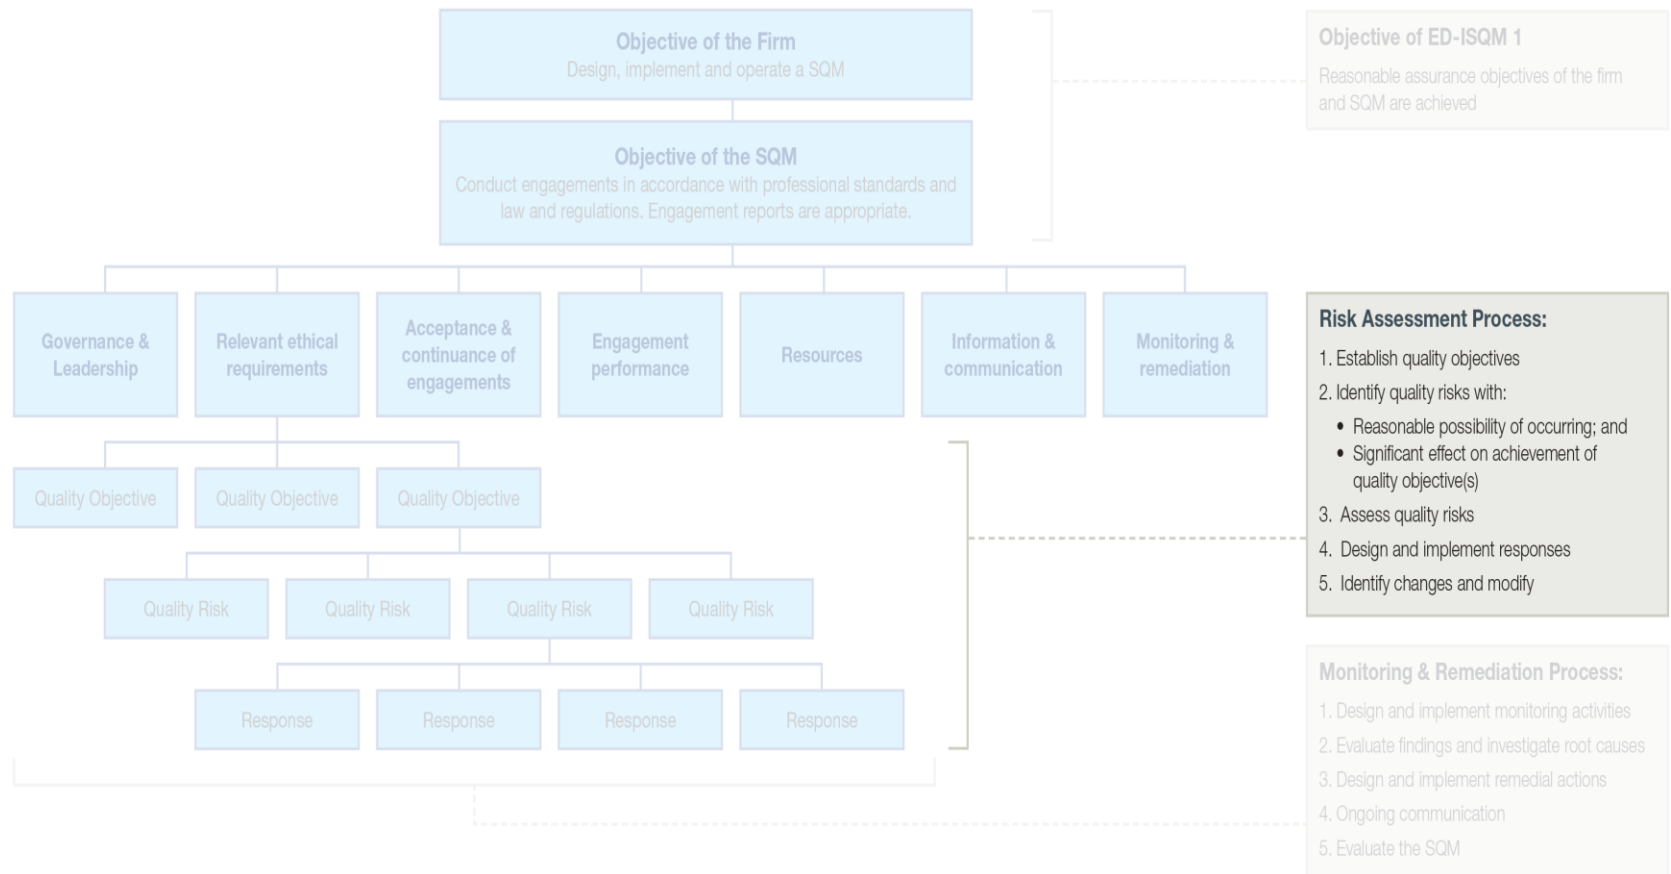 Objective of the Firm
Design, implement and operate a SQM
Objective of ED-ISQM 1
Reasonable assurance objectives of the firm
and SQM are achieved
Objective of the SQM
Conduct engagements in accordance with professional standards and
law and regulations. Engagement reports are appropriate.
Governance &
Leadership
Relevant ethical
requirements
Acceptance &
continuance of
engagements
Engagement
performance
Resources
Information &
communication
Monitoring &
remediation
Risk Assessment Process:
1. Establish quality objectives
2. Identify quality risks with:
• Reasonable possibility of occurring; and
• Significant effect on achievement of
quality objective(s)
3. Assess quality risks
4. Design and implement responses
5. Identify changes and modify
Quality Objective
Quality Objective
Quality Objective
Quality Risk
Quality Risk
Quality Risk
Quality Risk
Response
Response
Response
Response
Monitoring & Remediation Process:
1. Design and implement monitoring activities
2. Evaluate findings and investigate root causes
3. Design and implement remedial actions
4. Ongoing communication
5. Evaluate the SQM